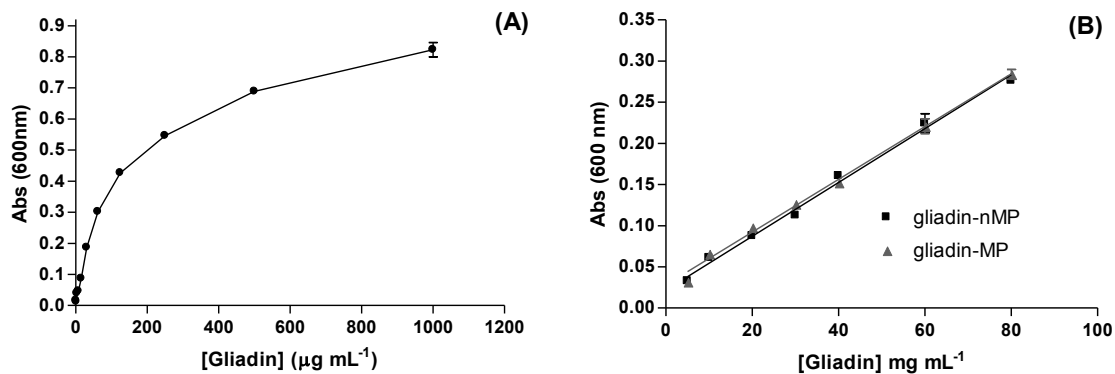 (A)
Abs (600nm)
0.9
0.8
0.7
0.6
0.5
0.4
0.3
0.2
0.1
0.0
0 200 400 600 800 1000 1200
[Gliadin] (µg mL-1)
(B)
Abs (600 nm)
0.35
0.30
0.25
0.20
0.15
0.10
0.05
0.00
gliadin-nMP
gliadin-MP
0 20 40 60 80 100
[Gliadin] mg mL-1